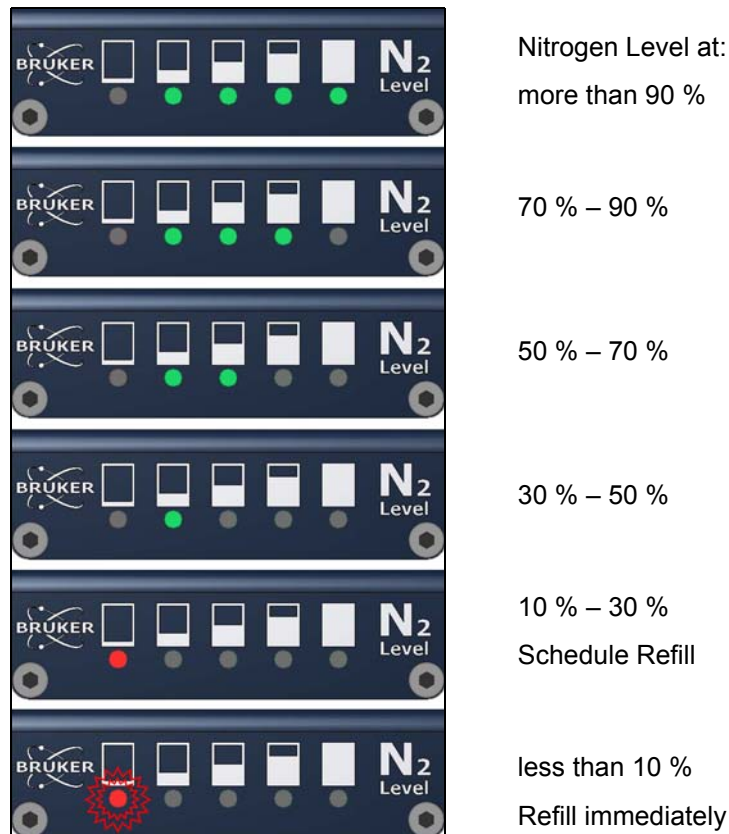 BRUKER N2 Level
Nitrogen Level at:
more than 90 %
BRUKER N2 Level
70 % – 90 %
BRUKER N2 Level
50 % – 70 %
BRUKER N2 Level
30 % – 50 %
BRUKER N2 Level
10 % – 30 %
Schedule Refill
BRUKER N2 Level
less than 10 %
Refill immediately